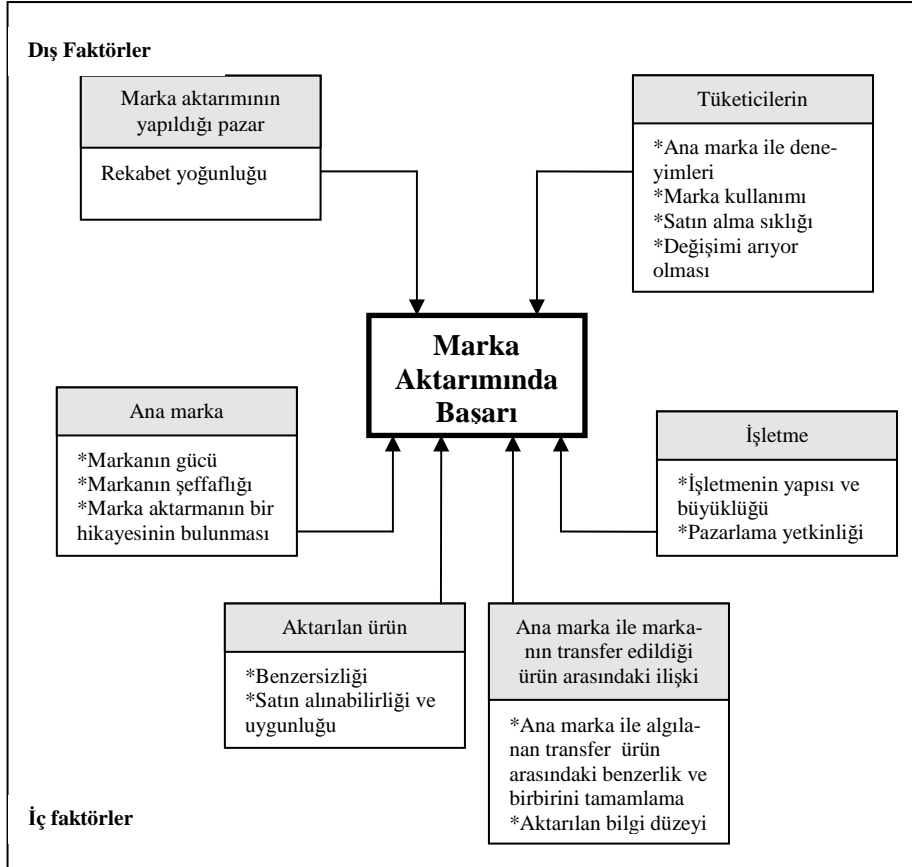 Dış Faktörler
Marka aktarımının
yapıldığı pazar
Rekabet yoğunluğu
Tüketicilerin
*Ana marka ile dene-
yimleri
*Marka kullanımı
*Satın alma sıklığı
*Değişimi arıyor
olması
Marka
Aktarımında
Başarı
Ana marka
*Markanın gücü
*Markanın şeffaflığı
*Marka aktarmanın bir
hikayesinin bulunması
İşletme
*İşletmenin yapısı ve
büyüklüğü
*Pazarlama yetkinliği
Aktarılan ürün
*Benzersizliği
*Satın alınabilirliği ve
uygunluğu
Ana marka ile marka-
nın transfer edildiği
ürün arasındaki ilişki
*Ana marka ile algıla-
nan transfer ürün
arasındaki benzerlik ve
birbirini tamamlama
*Aktarılan bilgi düzeyi
İç faktörler